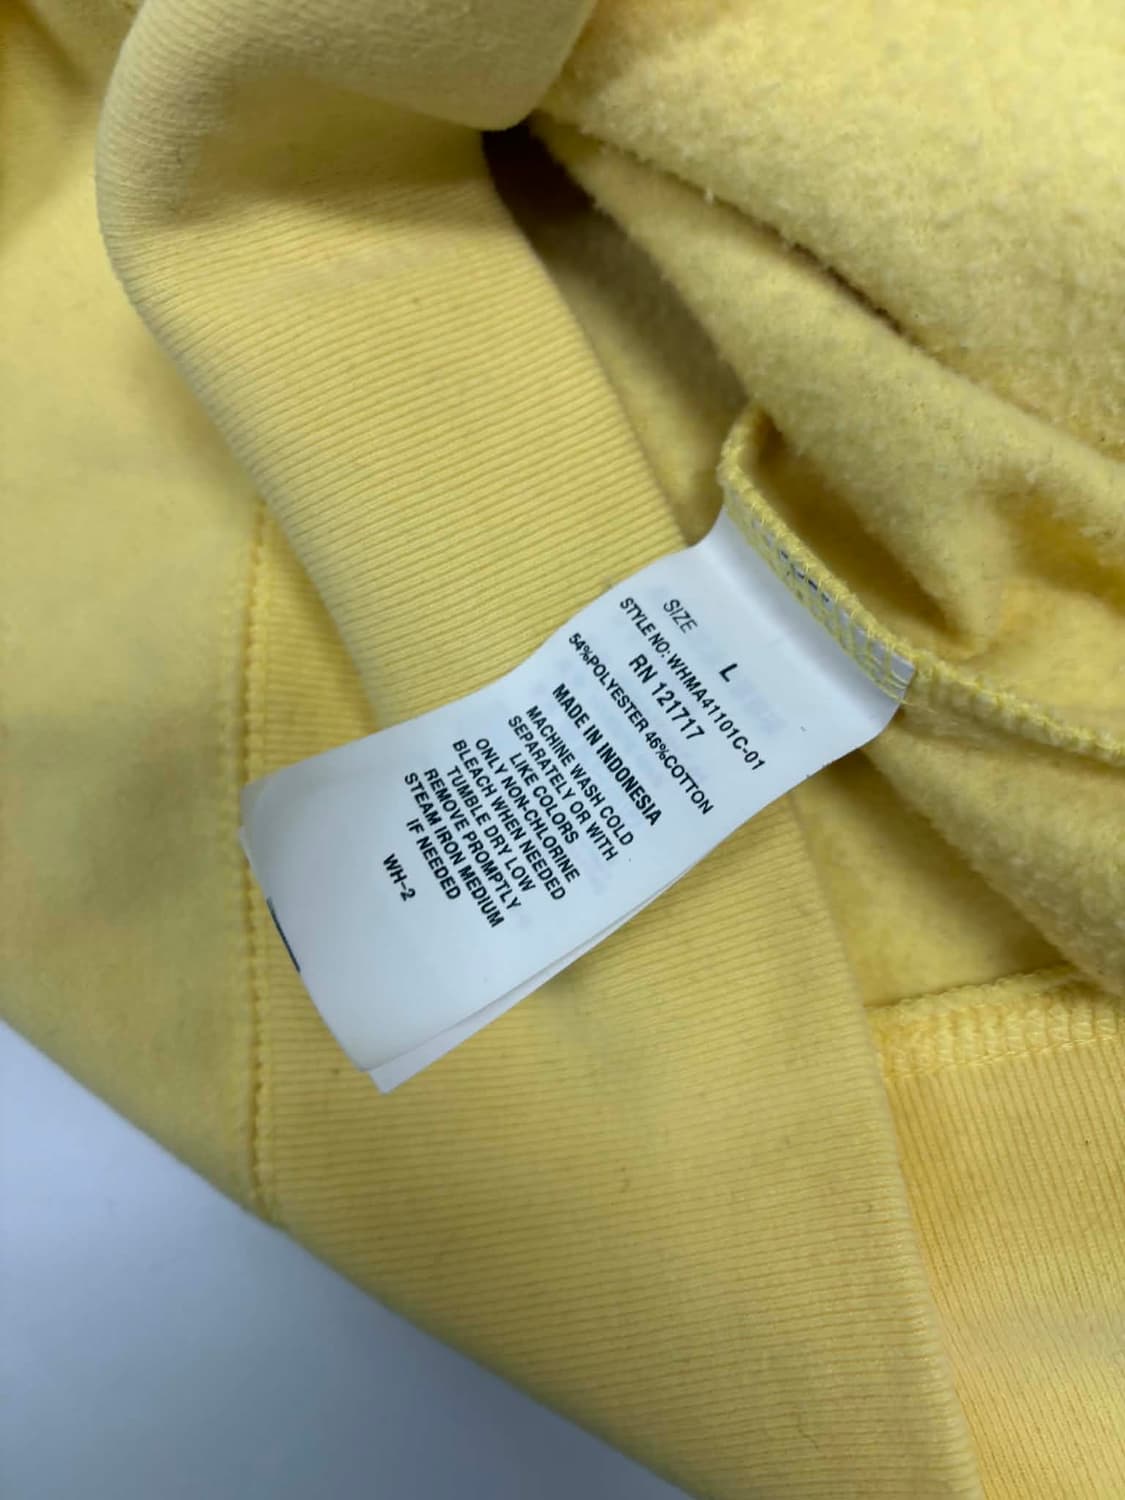 SIZE
L
STYLE NO: WHMA41101C-01
RN 121717
54%POLYESTER 46%COTTON
MADE IN INDONESIA
MACHINE WASH COLD
SEPARATELY OR WITH
LIKE COLORS
ONLY NON-CHLORINE
BLEACH WHEN NEEDED
TUMBLE DRY LOW
REMOVE PROMPTLY
STEAM IRON MEDIUM
IF NEEDED
WH-2